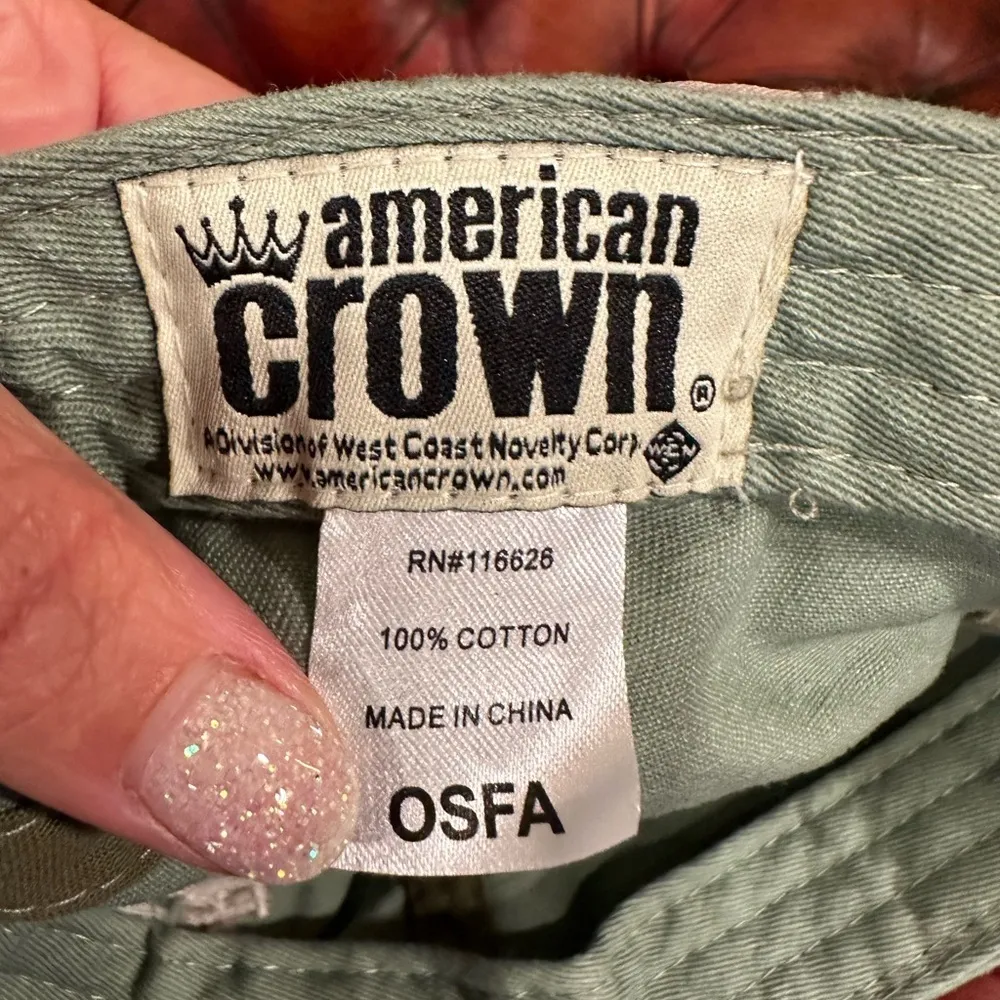 american
crown ®
A Division of West Coast Novelty Corp.
www.americancrown.com
RN#116626
100% COTTON
MADE IN CHINA
OSFA